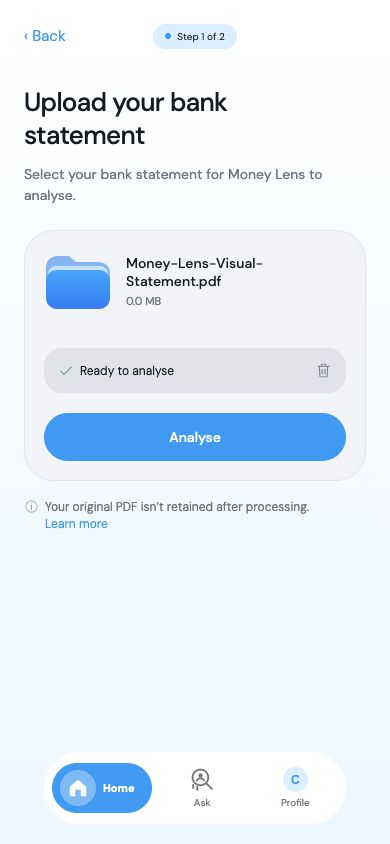 ‹ Back
Step 1 of 2
Upload your bank
statement
Select your bank statement for Money Lens to
analyse.
Money-Lens-Visual-
Statement.pdf
0.0 MB
Ready to analyse
Analyse
Your original PDF isn’t retained after processing.
Learn more
Home
Ask
C
Profile